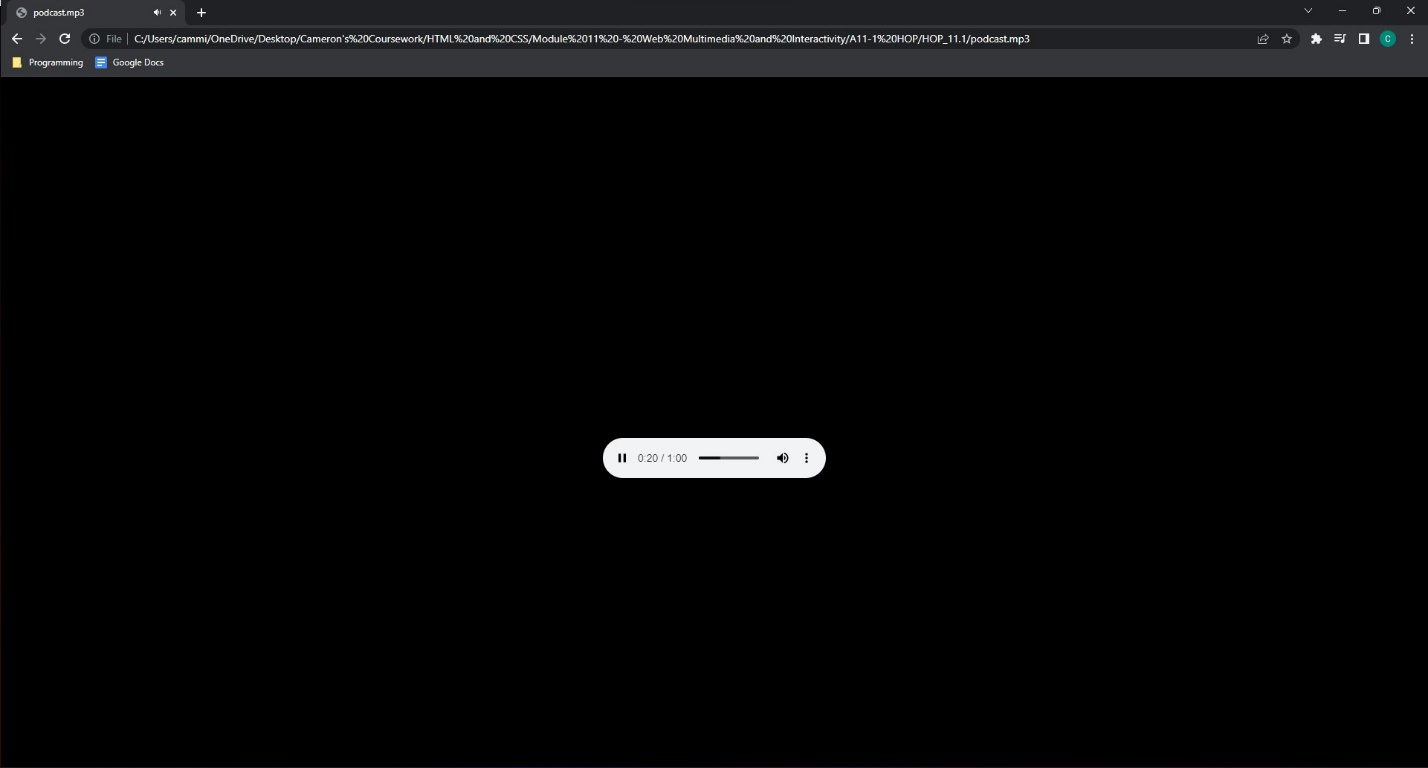 podcast.mp3
File C:/Users/cammi/OneDrive/Desktop/Cameron's%20Coursework/HTML%20and%20CSS/Module%2011%20-%20Web%20Multimedia%20and%20Interactivity/A11-1%20HOP/HOP_11.1/podcast.mp3 C
Programming Google Docs
0:20 / 1:00